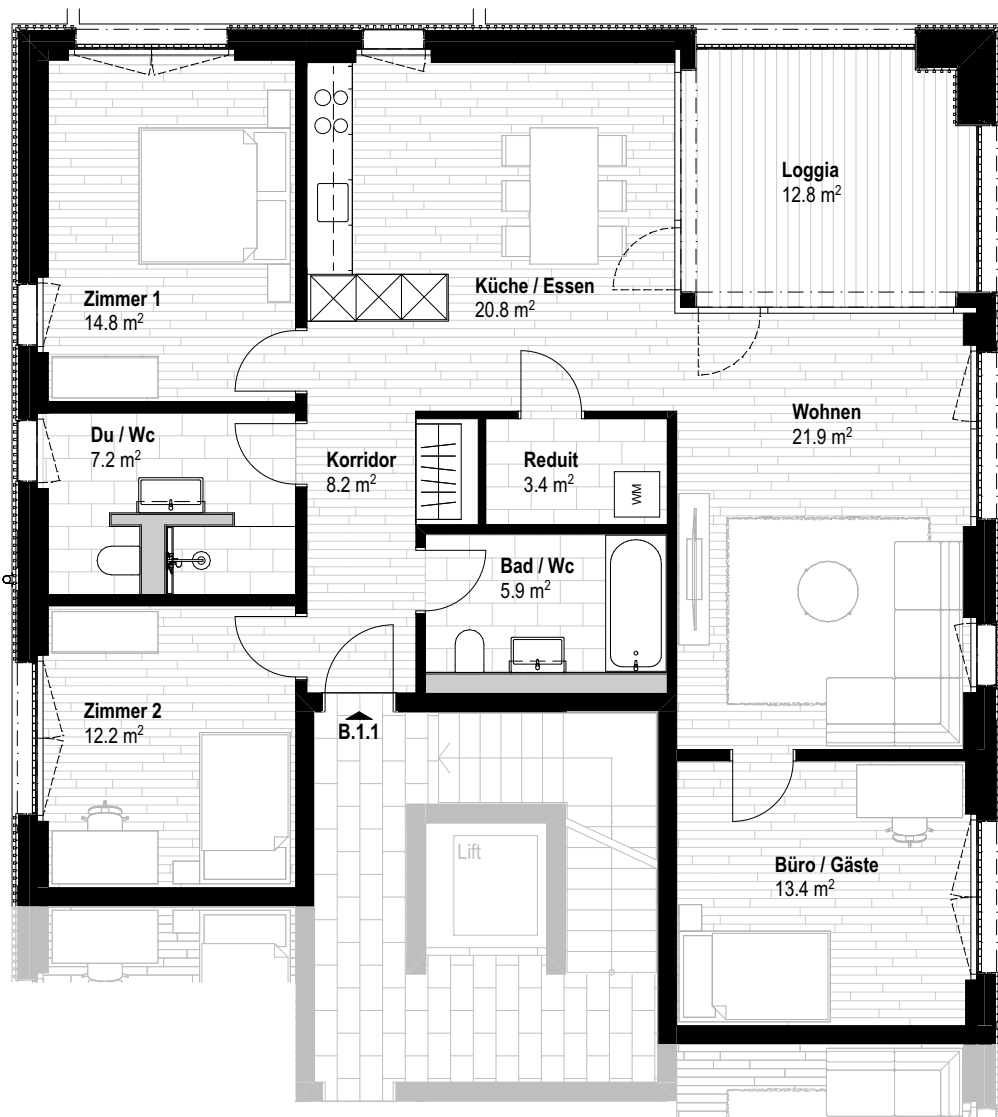 Loggia
12.8 m²
Küche / Essen
20.8 m²
Zimmer 1
14.8 m²
Wohnen
21.9 m²
Du / Wc
7.2 m²
Korridor
8.2 m²
Reduit
3.4 m²
WM
Bad / Wc
5.9 m²
Zimmer 2
12.2 m²
B.1.1
Lift
Büro / Gäste
13.4 m²